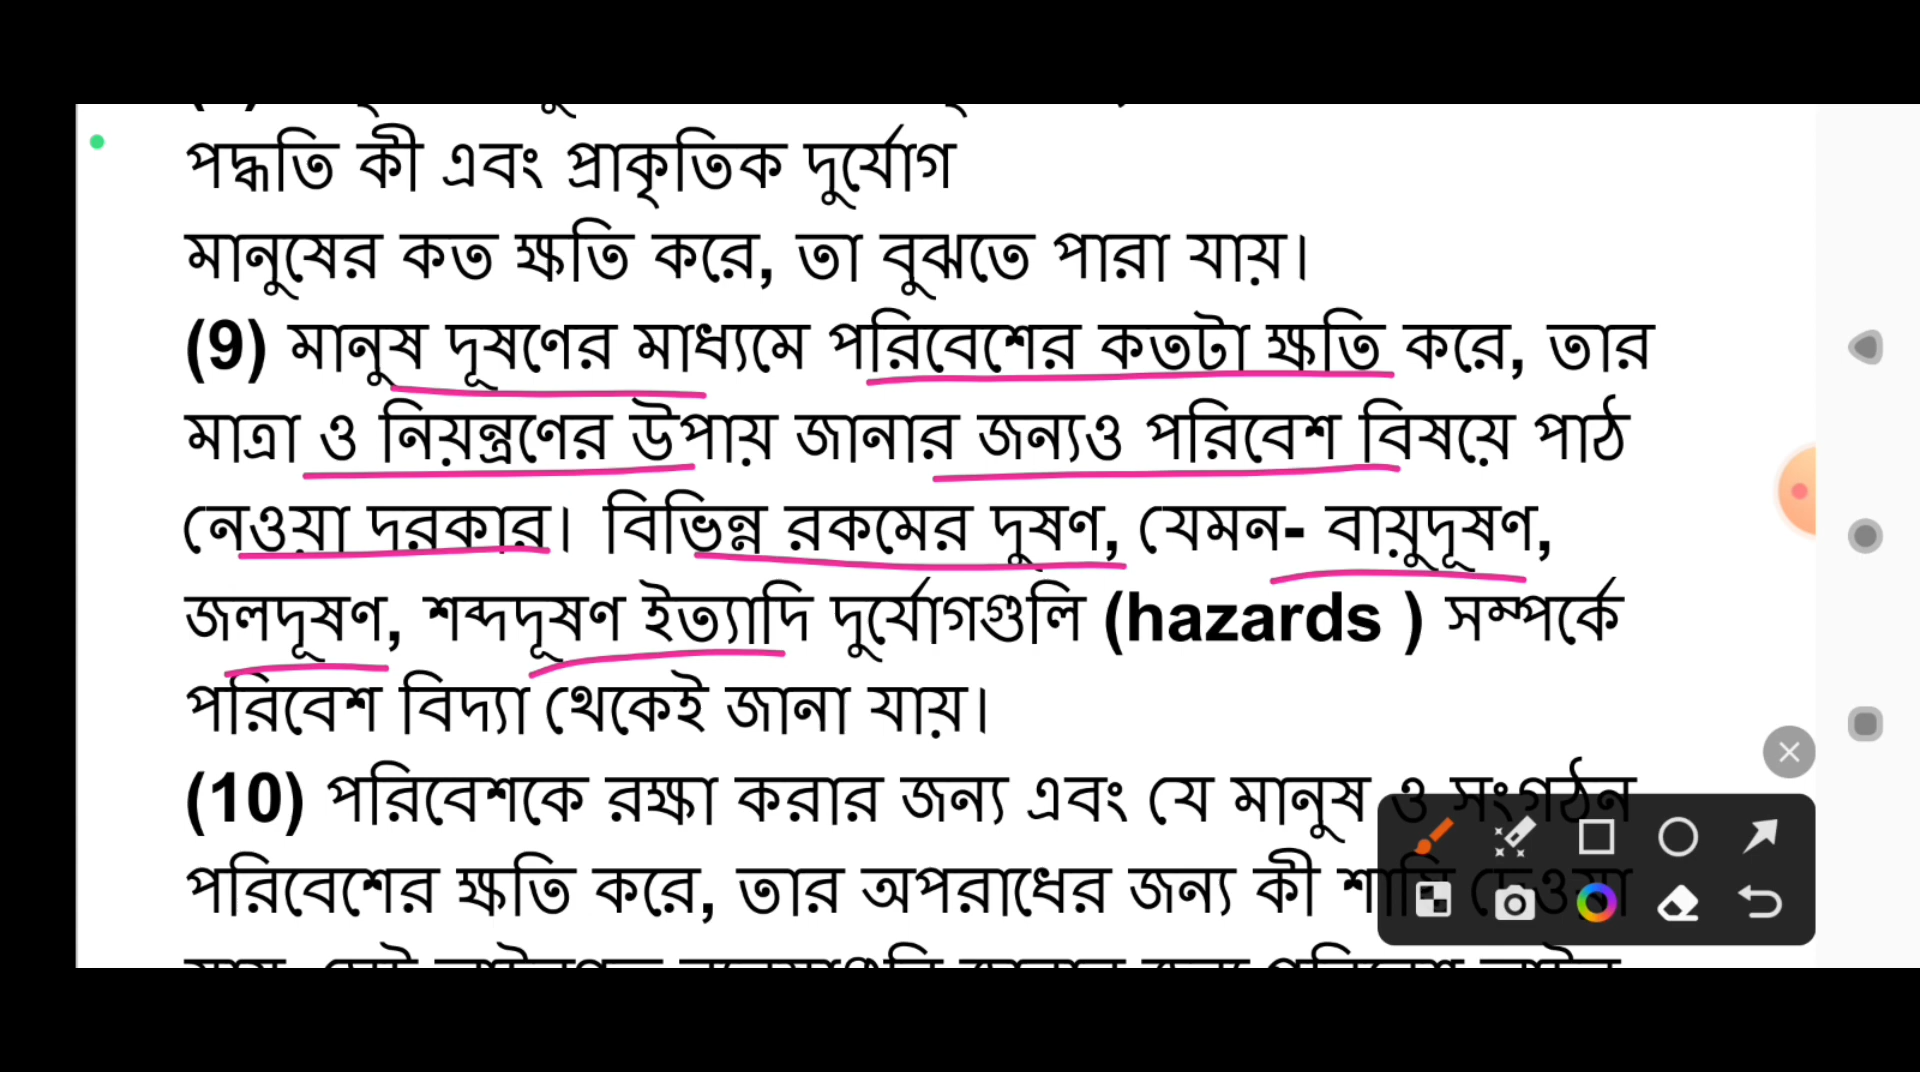 পদ্ধতি কী এবং প্রাকৃতিক দুর্যোগ
মানুষের কত ক্ষতি করে, তা বুঝতে পারা যায়।
(9) মানুষ দূষণের মাধ্যমে পরিবেশের কতটা ক্ষতি করে, তার
মাত্রা ও নিয়ন্ত্রণের উপায় জানার জন্যও পরিবেশ বিষয়ে পাঠ
নেওয়া দরকার। বিভিন্ন রকমের দুষণ, যেমন- বায়ুদূষণ,
জলদূষণ, শব্দদূষণ ইত্যাদি দুর্যোগগুলি (hazards ) সম্পর্কে
পরিবেশ বিদ্যা থেকেই জানা যায়।
(10) পরিবেশকে রক্ষা করার জন্য এবং যে মানুষ ও সংগঠন
পরিবেশের ক্ষতি করে, তার অপরাধের জন্য কী শাস্তি দেওয়া